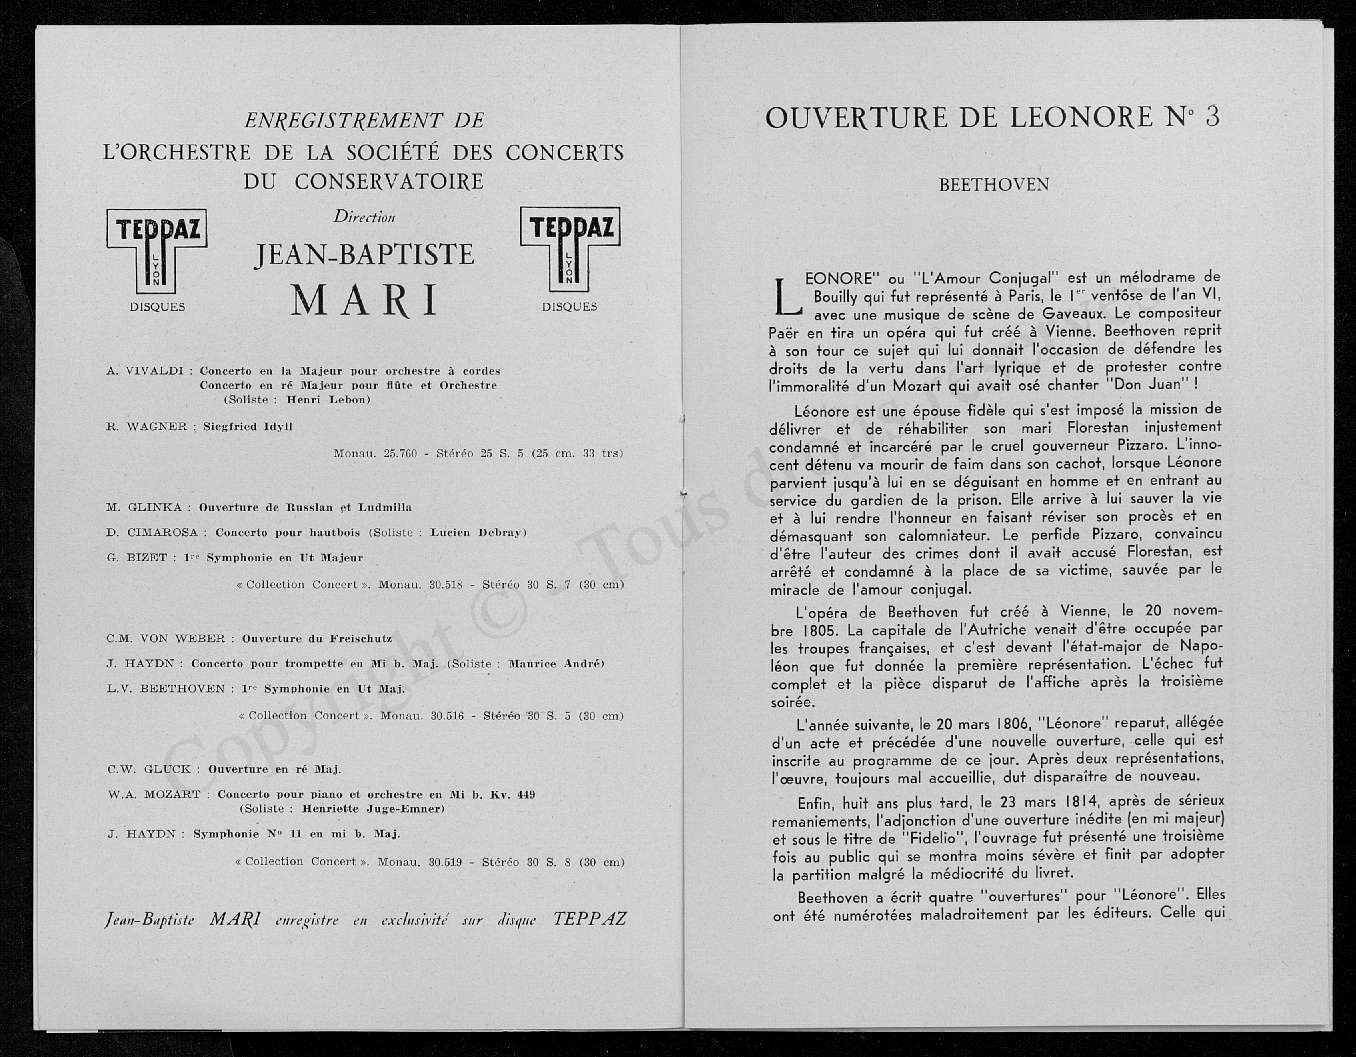 ENREGISTREMENT DE
L'ORCHESTRE DE LA SOCIÉTÉ DES CONCERTS
DU CONSERVATOIRE
TEPPAZ
LYON
DISQUES
Direction
JEAN-BAPTISTE
MARI
TEPPAZ
LYON
DISQUES
A. VIVALDI : Concerto en la Majeur pour orchestre à cordes
Concerto en ré Majeur pour flûte et Orchestre
(Soliste : Henri Lebon)
R. WAGNER : Siegfried Idyll
Monau. 25.760 - Stéréo 25 S. 5 (25 cm. 33 trs)
M. GLINKA : Ouverture de Russlan et Ludmilla
D. CIMAROSA : Concerto pour hautbois (Soliste : Lucien Debray)
G. BIZET : 1re Symphonie en Ut Majeur
« Collection Concert ». Monau. 30.518 - Stéréo 30 S. 7 (30 cm)
C.M. VON WEBER : Ouverture du Freischutz
J. HAYDN : Concerto pour trompette en Mi b. Maj. (Soliste : Maurice André)
L.V. BEETHOVEN : 1re Symphonie en Ut Maj.
« Collection Concert ». Monau. 30.516 - Stéréo 30 S. 5 (30 cm)
C.W. GLUCK : Ouverture en ré Maj.
W.A. MOZART : Concerto pour piano et orchestre en Mi b. Kv. 449
(Soliste : Henriette Juge-Emner)
J. HAYDN : Symphonie No 11 en mi b. Maj.
« Collection Concert ». Monau. 30.519 - Stéréo 30 S. 8 (30 cm)
Jean-Baptiste MARI enregistre en exclusivité sur disque TEPPAZ
OUVERTURE DE LEONORE N° 3
BEETHOVEN
LEONORE" ou "L'Amour Conjugal" est un mélodrame de
Bouilly qui fut représenté à Paris, le 1er ventôse de l'an VI,
avec une musique de scène de Gaveaux. Le compositeur
Paër en tira un opéra qui fut créé à Vienne. Beethoven reprit
à son tour ce sujet qui lui donnait l'occasion de défendre les
droits de la vertu dans l'art lyrique et de protester contre
l'immoralité d'un Mozart qui avait osé chanter "Don Juan" !
Léonore est une épouse fidèle qui s'est imposé la mission de
délivrer et de réhabiliter son mari Florestan injustement
condamné et incarcéré par le cruel gouverneur Pizzaro. L'inno-
cent détenu va mourir de faim dans son cachot, lorsque Léonore
parvient jusqu'à lui en se déguisant en homme et en entrant au
service du gardien de la prison. Elle arrive à lui sauver la vie
et à lui rendre l'honneur en faisant réviser son procès et en
démasquant son calomniateur. Le perfide Pizzaro, convaincu
d'être l'auteur des crimes dont il avait accusé Florestan, est
arrêté et condamné à la place de sa victime, sauvée par le
miracle de l'amour conjugal.
L'opéra de Beethoven fut créé à Vienne, le 20 novem-
bre 1805. La capitale de l'Autriche venait d'être occupée par
les troupes françaises, et c'est devant l'état-major de Napo-
léon que fut donnée la première représentation. L'échec fut
complet et la pièce disparut de l'affiche après la troisième
soirée.
L'année suivante, le 20 mars 1806, "Léonore" reparut, allégée
d'un acte et précédée d'une nouvelle ouverture, celle qui est
inscrite au programme de ce jour. Après deux représentations,
l'œuvre, toujours mal accueillie, dut disparaître de nouveau.
Enfin, huit ans plus tard, le 23 mars 1814, après de sérieux
remaniements, l'adjonction d'une ouverture inédite (en mi majeur)
et sous le titre de "Fidelio", l'ouvrage fut présenté une troisième
fois au public qui se montra moins sévère et finit par adopter
la partition malgré la médiocrité du livret.
Beethoven a écrit quatre "ouvertures" pour "Léonore". Elles
ont été numérotées maladroitement par les éditeurs. Celle qui
Copyright © - Tous droits